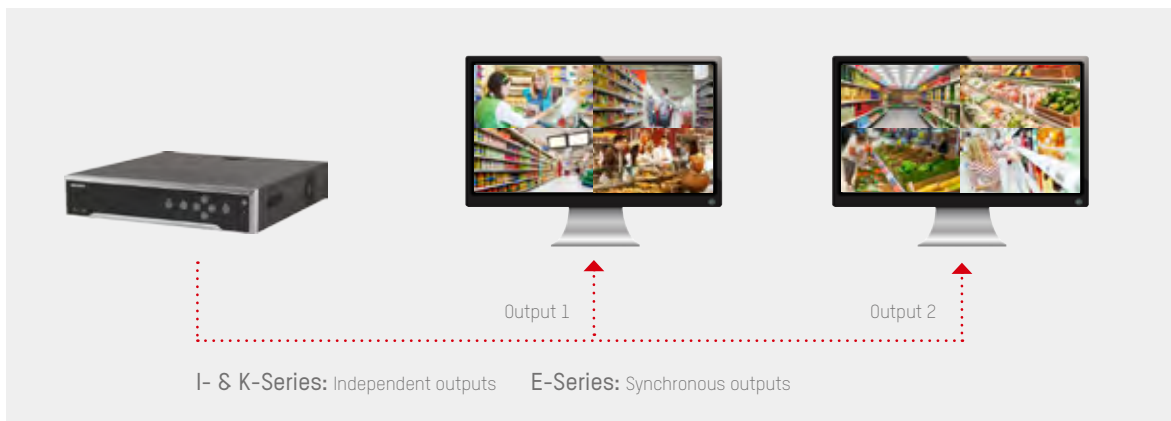 Output 1
Output 2
I- & K-Series: Independent outputs E-Series: Synchronous outputs